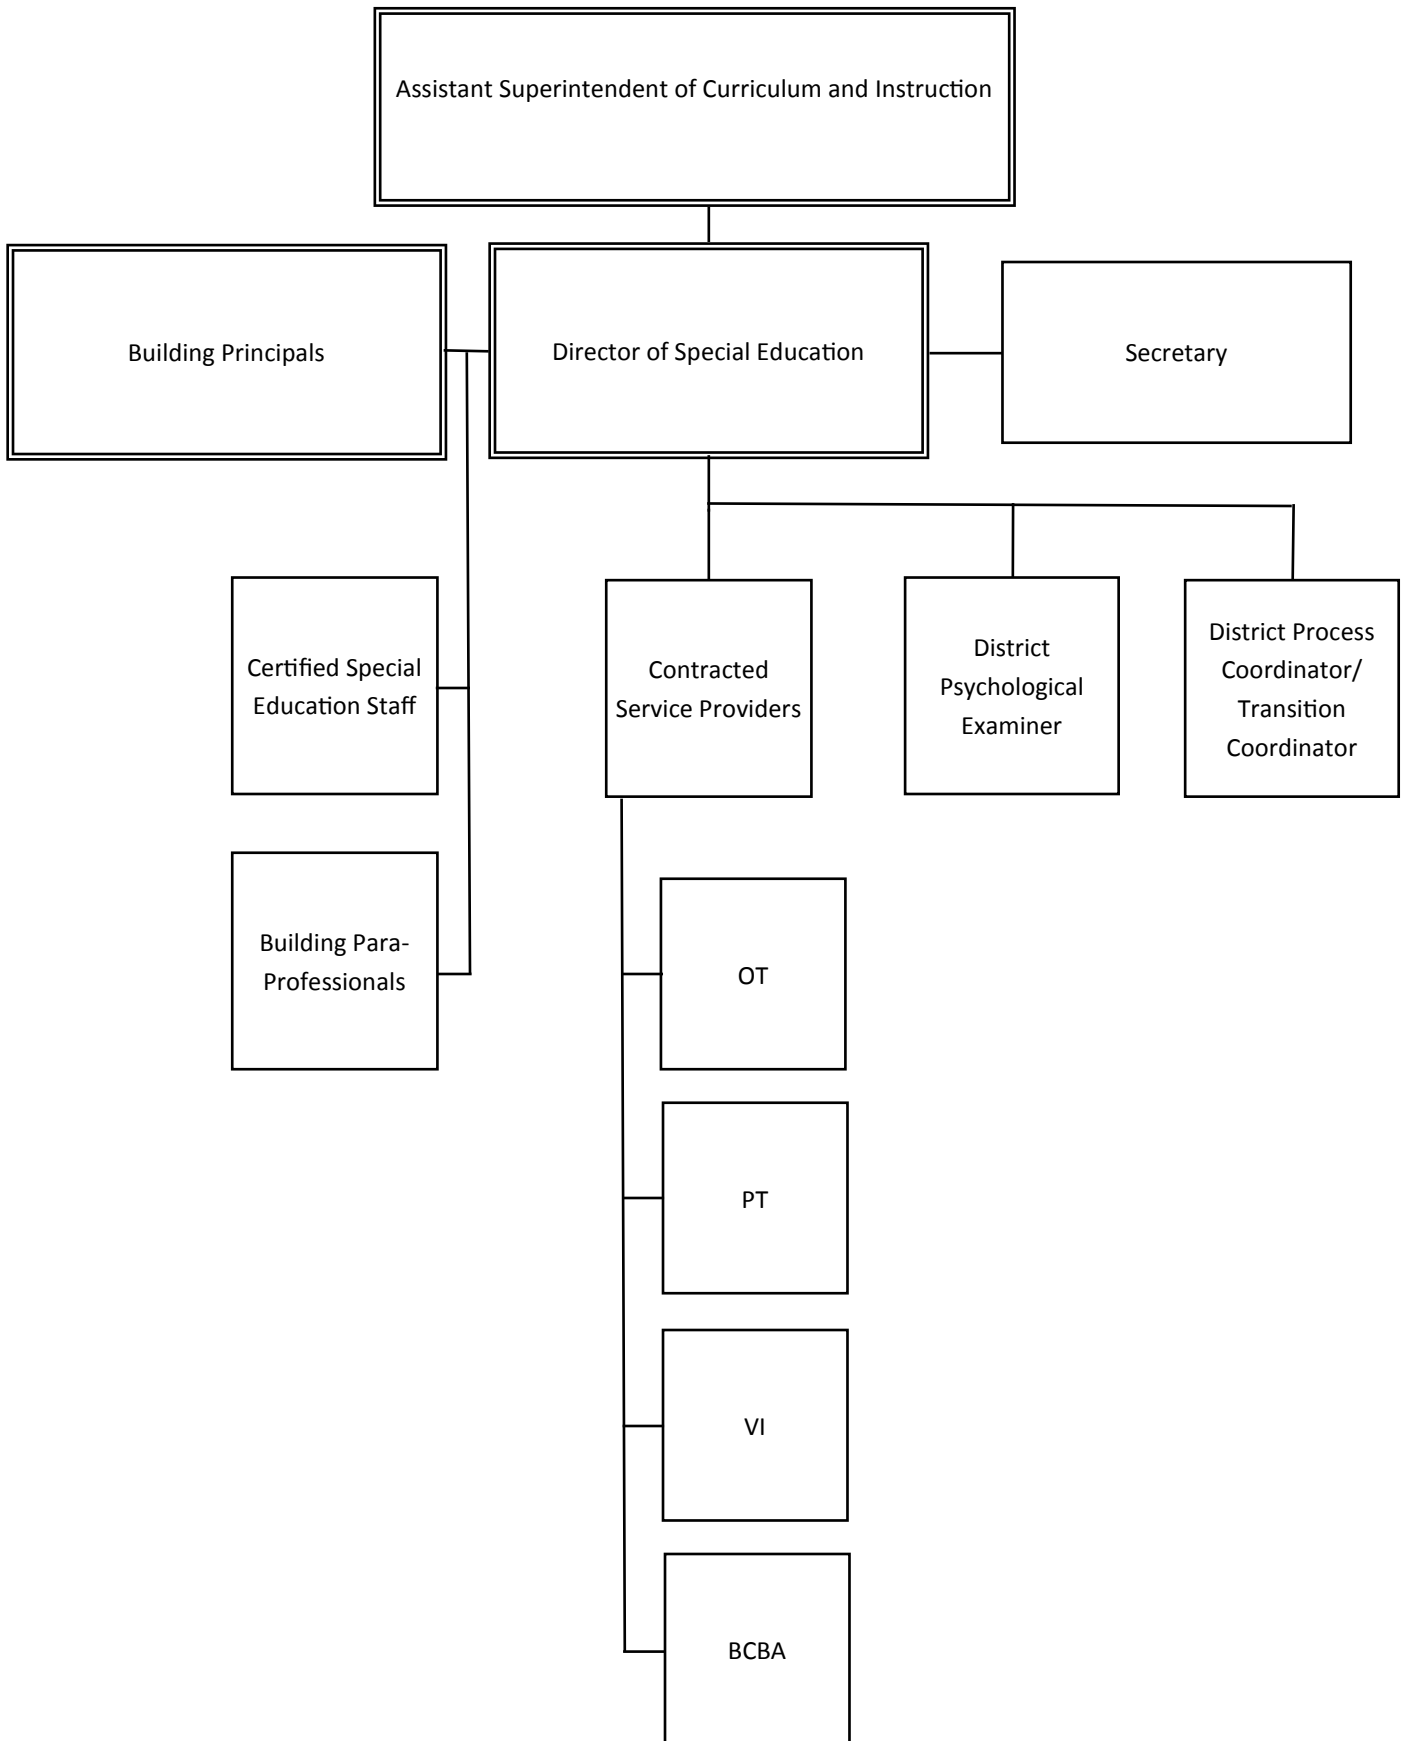 Assistant Superintendent of Curriculum and Instruction
Building Principals
Director of Special Education
Secretary
Certified Special
Education Staff
Contracted
Service Providers
District
Psychological
Examiner
District Process
Coordinator/
Transition
Coordinator
Building Para-
Professionals
OT
PT
VI
BCBA